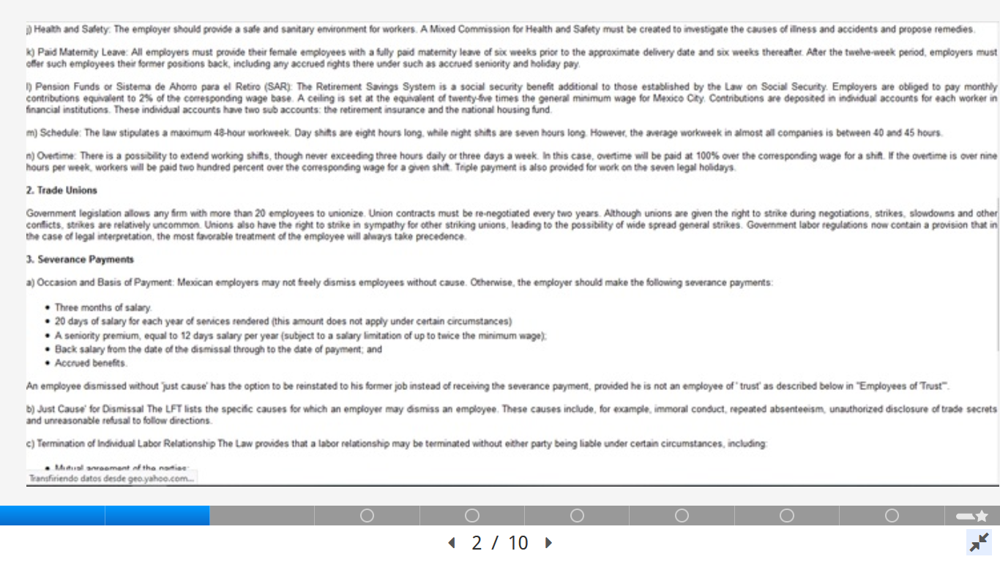 j) Health and Safety: The employer should provide a safe and sanitary environment for workers. A Mixed Commission for Health and Safety must be created to investigate the causes of illness and accidents and propose remedies.
k) Paid Maternity Leave: All employers must provide their female employees with a fully paid maternity leave of six weeks prior to the approximate delivery date and six weeks thereafter. After the twelve-week period, employers must
offer such employees their former positions back, including any accrued rights there under such as accrued seniority and holiday pay.
l) Pension Funds or Sistema de Ahorro para el Retiro (SAR): The Retirement Savings System is a social security benefit additional to those established by the Law on Social Security. Employers are obliged to pay monthly
contributions equivalent to 2% of the corresponding wage base. A ceiling is set at the equivalent of twenty-five times the general minimum wage for Mexico City. Contributions are deposited in individual accounts for each worker in
financial institutions. These individual accounts have two sub accounts: the retirement insurance and the national housing fund.
m) Schedule: The law stipulates a maximum 48-hour workweek. Day shifts are eight hours long, while night shifts are seven hours long. However, the average workweek in almost all companies is between 40 and 45 hours.
n) Overtime: There is a possibility to extend working shifts, though never exceeding three hours daily or three days a week. In this case, overtime will be paid at 100% over the corresponding wage for a shift. If the overtime is over nine
hours per week, workers will be paid two hundred percent over the corresponding wage for a given shift. Triple payment is also provided for work on the seven legal holidays.
2. Trade Unions
Government legislation allows any firm with more than 20 employees to unionize. Union contracts must be re-negotiated every two years. Although unions are given the right to strike during negotiations, strikes, slowdowns and other
conflicts, strikes are relatively uncommon. Unions also have the right to strike in sympathy for other striking unions, leading to the possibility of wide spread general strikes. Government labor regulations now contain a provision that in
the case of legal interpretation, the most favorable treatment of the employee will always take precedence.
3. Severance Payments
a) Occasion and Basis of Payment: Mexican employers may not freely dismiss employees without cause. Otherwise, the employer should make the following severance payments:
• Three months of salary.
• 20 days of salary for each year of services rendered (this amount does not apply under certain circumstances)
• A seniority premium, equal to 12 days salary per year (subject to a salary limitation of up to twice the minimum wage);
• Back salary from the date of the dismissal through to the date of payment; and
• Accrued benefits.
An employee dismissed without 'just cause' has the option to be reinstated to his former job instead of receiving the severance payment, provided he is not an employee of ' trust' as described below in "Employees of 'Trust'".
b) Just Cause' for Dismissal The LFT lists the specific causes for which an employer may dismiss an employee. These causes include, for example, immoral conduct, repeated absenteeism, unauthorized disclosure of trade secrets
and unreasonable refusal to follow directions.
c) Termination of Individual Labor Relationship The Law provides that a labor relationship may be terminated without either party being liable under certain circumstances, including:
• Mutual agreement of the parties;
Transfiriendo datos desde geo.yahoo.com...
2 / 10